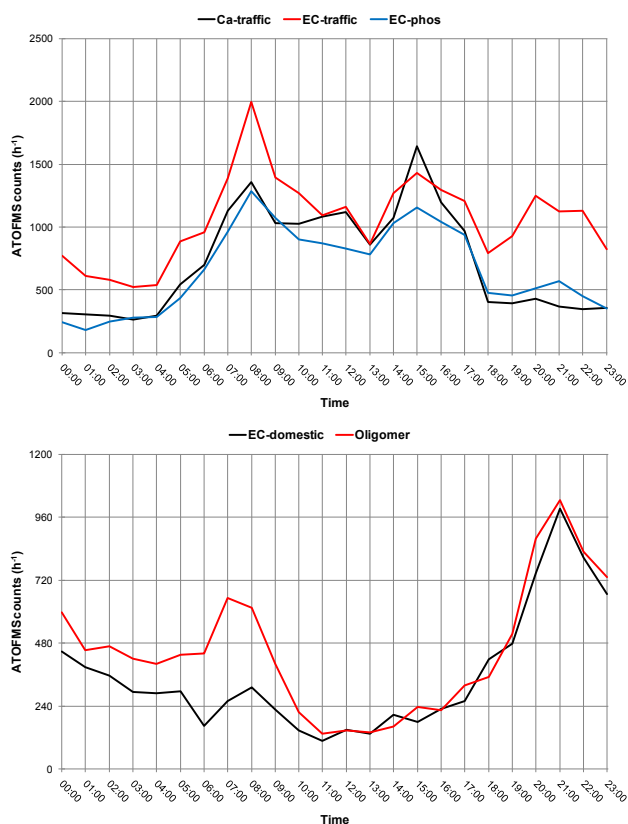 Ca-traffic EC-traffic EC-phos
2500
2000
1500
1000
500
0
ATOFMS counts (h-1)
00:00 01:00 02:00 03:00 04:00 05:00 06:00 07:00 08:00 09:00 10:00 11:00 12:00 13:00 14:00 15:00 16:00 17:00 18:00 19:00 20:00 21:00 22:00 23:00
Time
EC-domestic Oligomer
1200
960
720
480
240
0
ATOFMS counts (h-1)
00:00 01:00 02:00 03:00 04:00 05:00 06:00 07:00 08:00 09:00 10:00 11:00 12:00 13:00 14:00 15:00 16:00 17:00 18:00 19:00 20:00 21:00 22:00 23:00
Time